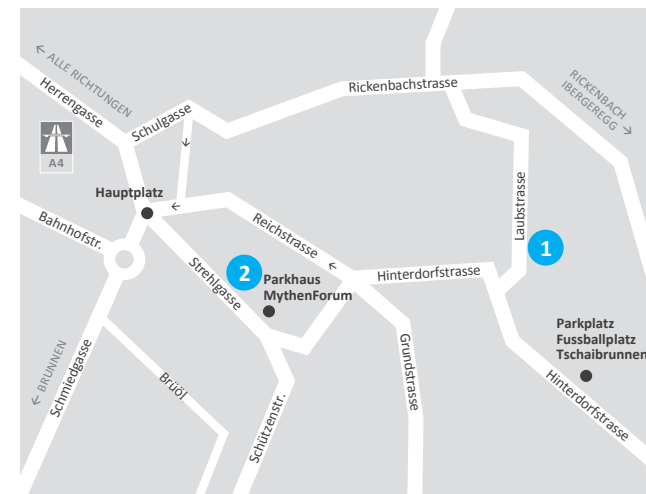 ← ALLE RICHTUNGEN
Herrengasse
Schulgasse
Rickenbachstrasse
RICKENBACH
IBERGEREGG →
A4
Hauptplatz
Bahnhofstr.
Reichstrasse
Laubstrasse
1
Strehlgasse
2
Parkhaus
MythenForum
Hinterdorfstrasse
Parkplatz
Fussballplatz
Tschaibrunnen
Grundstrasse
Hinterdorfstrasse
← BRUNNEN
Schmiedgasse
Brüöl
Schützenstr.